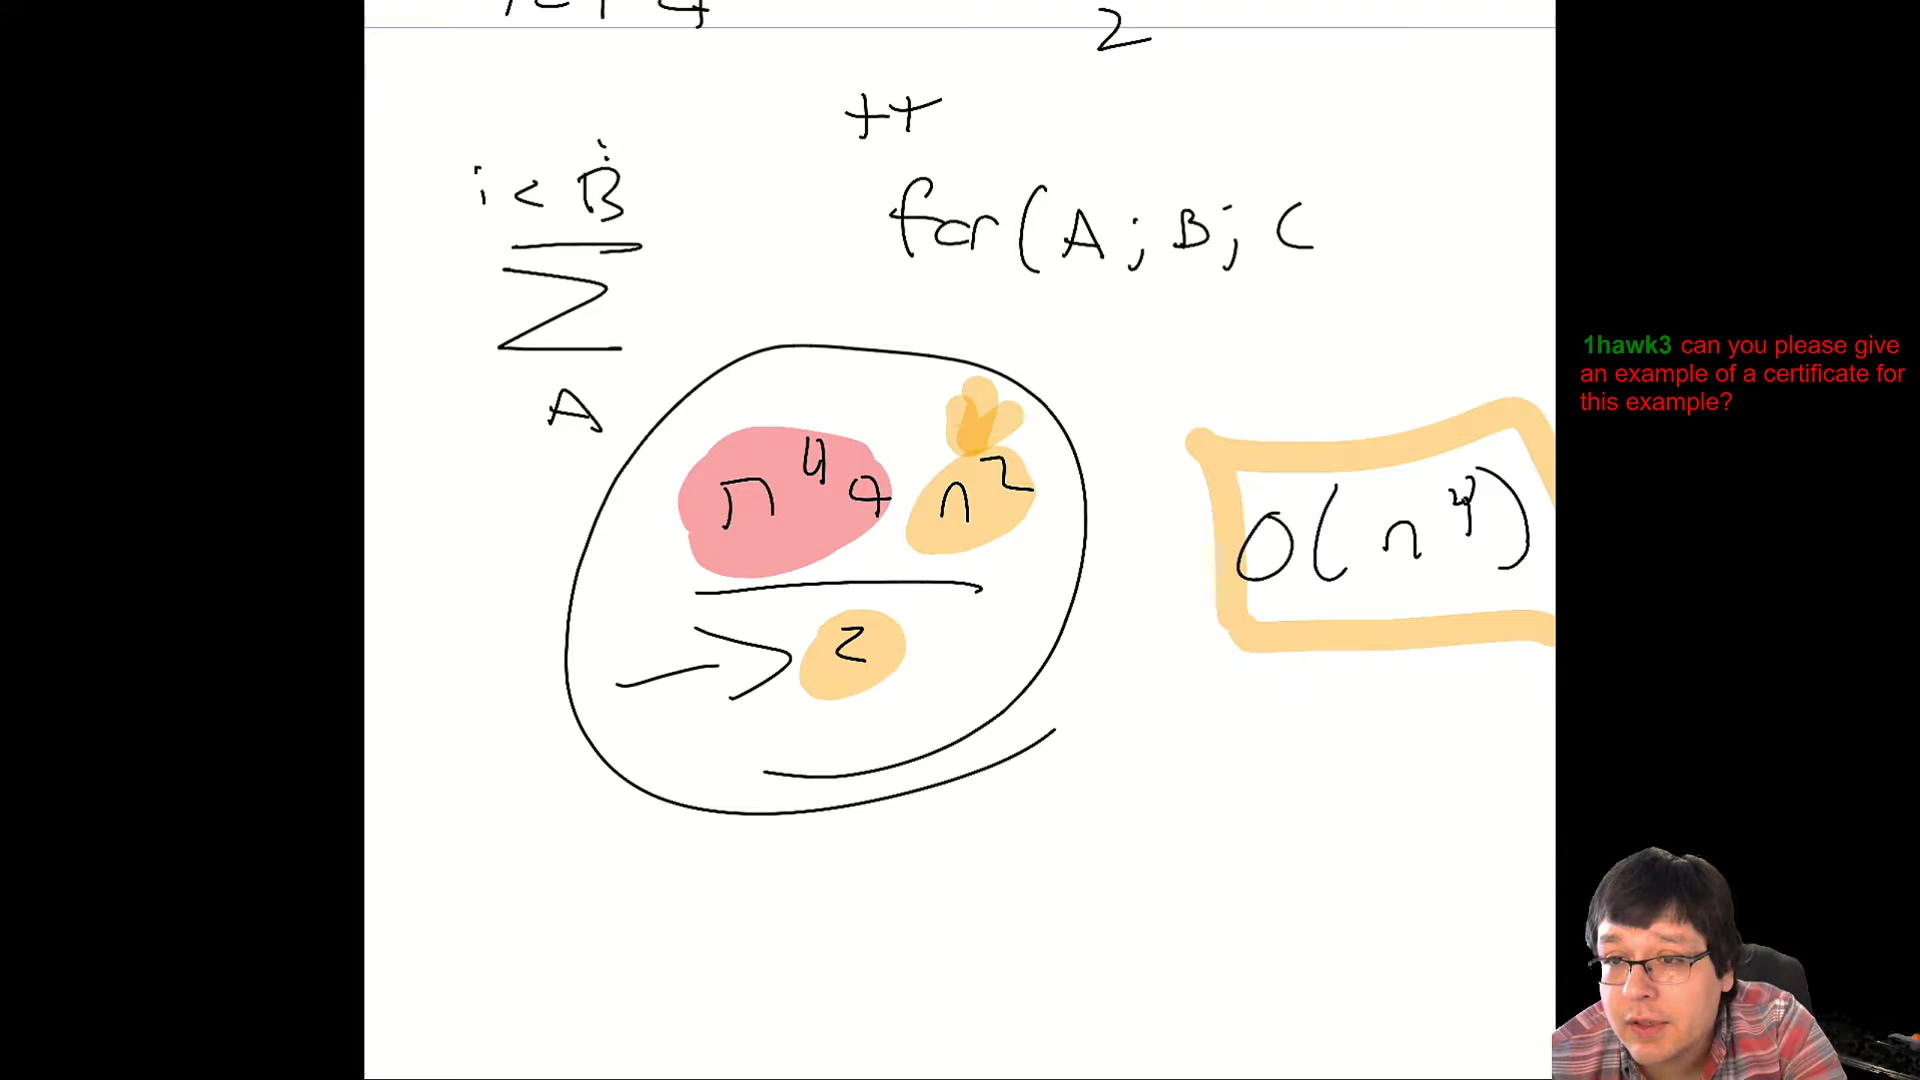 2
++
i < B
for(A; B; C
Σ
A
n^4 + n^2
2
O(n^4)
1hawk3 can you please give
an example of a certificate for
this example?